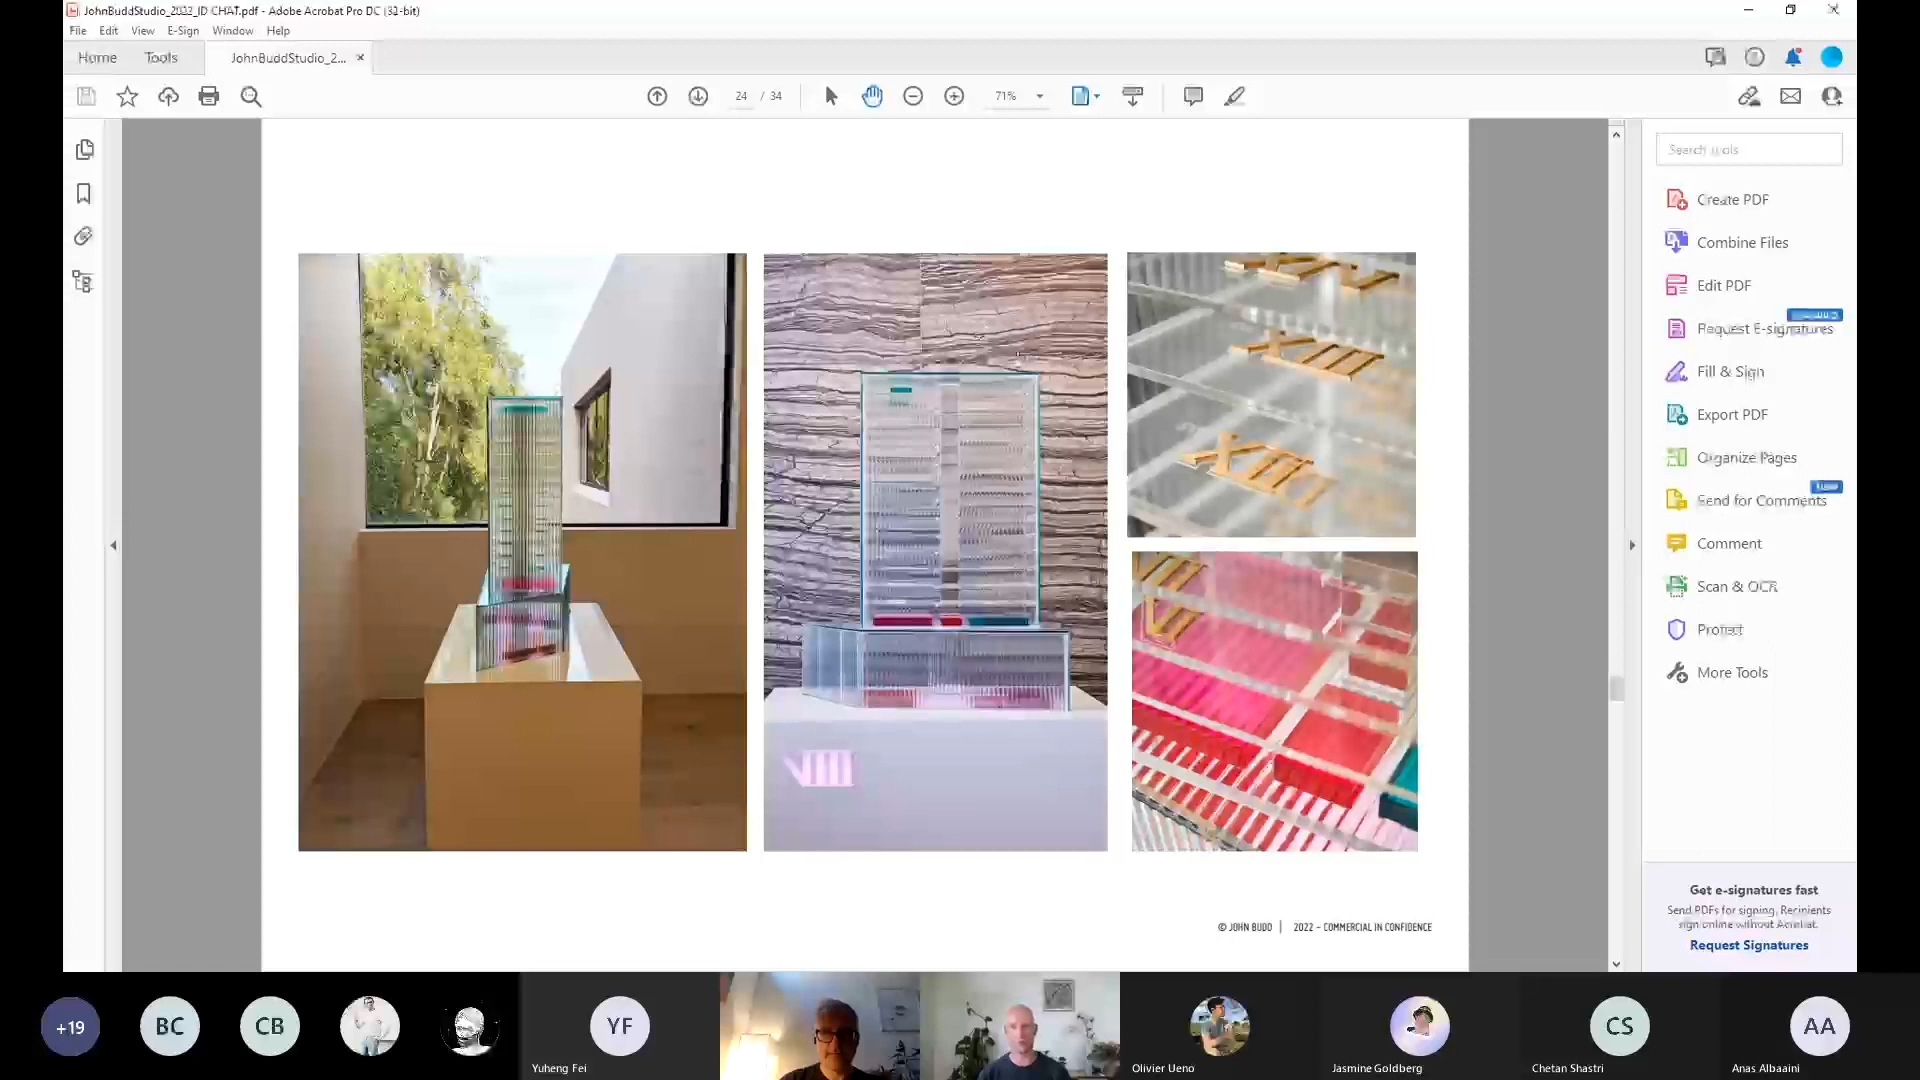 JohnBuddStudio_2022_ID CHAT.pdf - Adobe Acrobat Pro DC (32-bit)
File Edit View E-Sign Window Help
Home Tools JohnBuddStudio_2... ×
24 / 34 71%
Search tools
Create PDF
Combine Files
Edit PDF
Request E-signatures
Fill & Sign
Export PDF
Organize Pages
Send for Comments
Comment
Scan & OCR
Protect
More Tools
VIII
XIII
Get e-signatures fast
Send PDFs for signing. Recipients
sign online without Acrobat.
Request Signatures
© JOHN BUDD | 2022 - COMMERCIAL IN CONFIDENCE
+19 BC CB YF CS AA
Yuheng Fei Olivier Ueno Jasmine Goldberg Chetan Shastri Anas Albaaini